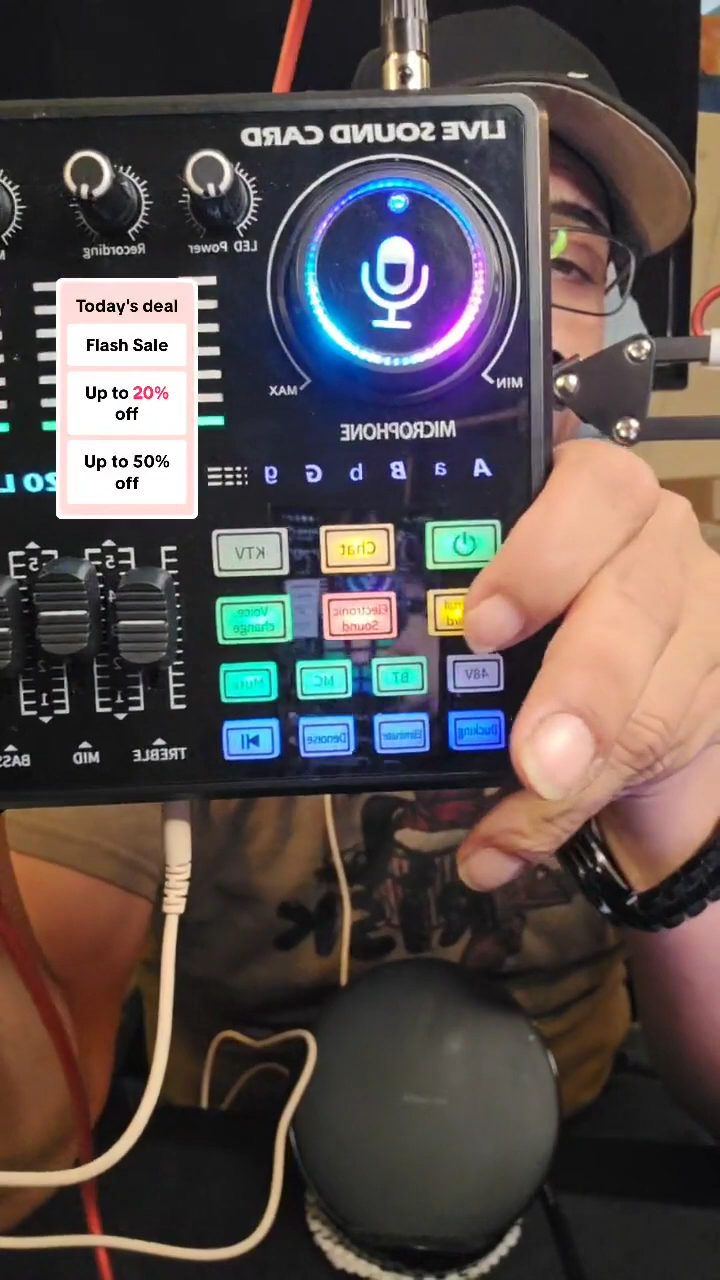 LIVE SOUND CARD
Recording
LED Power
MAX
MIN
MICROPHONE
A a B b G g
Today's deal
Flash Sale
Up to 20%
off
Up to 50%
off
KTV
Chat
Voice
change
Electronic
Sound
Mute
MC
BT
48V
Denoise
Eliminate
Ducking
BASS
MID
TREBLE